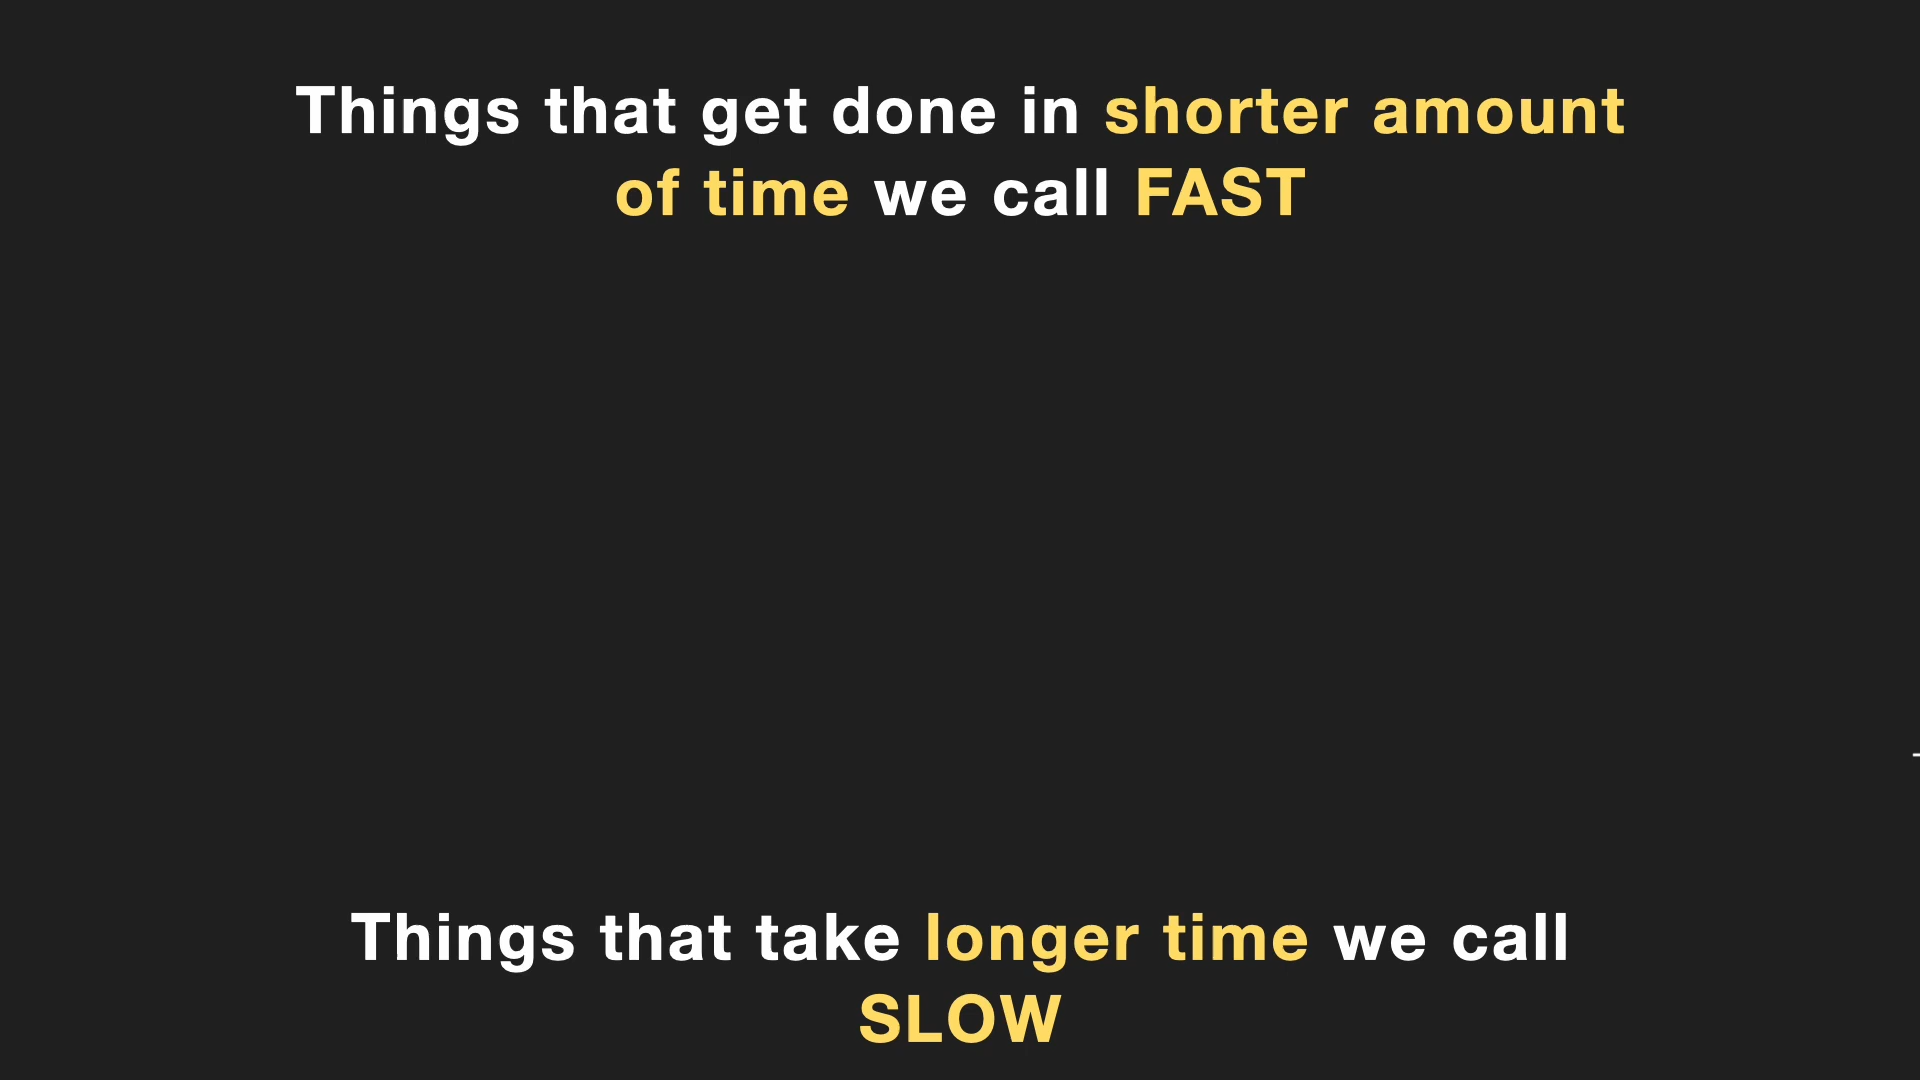 Things that get done in shorter amount
of time we call FAST
Things that take longer time we call
SLOW